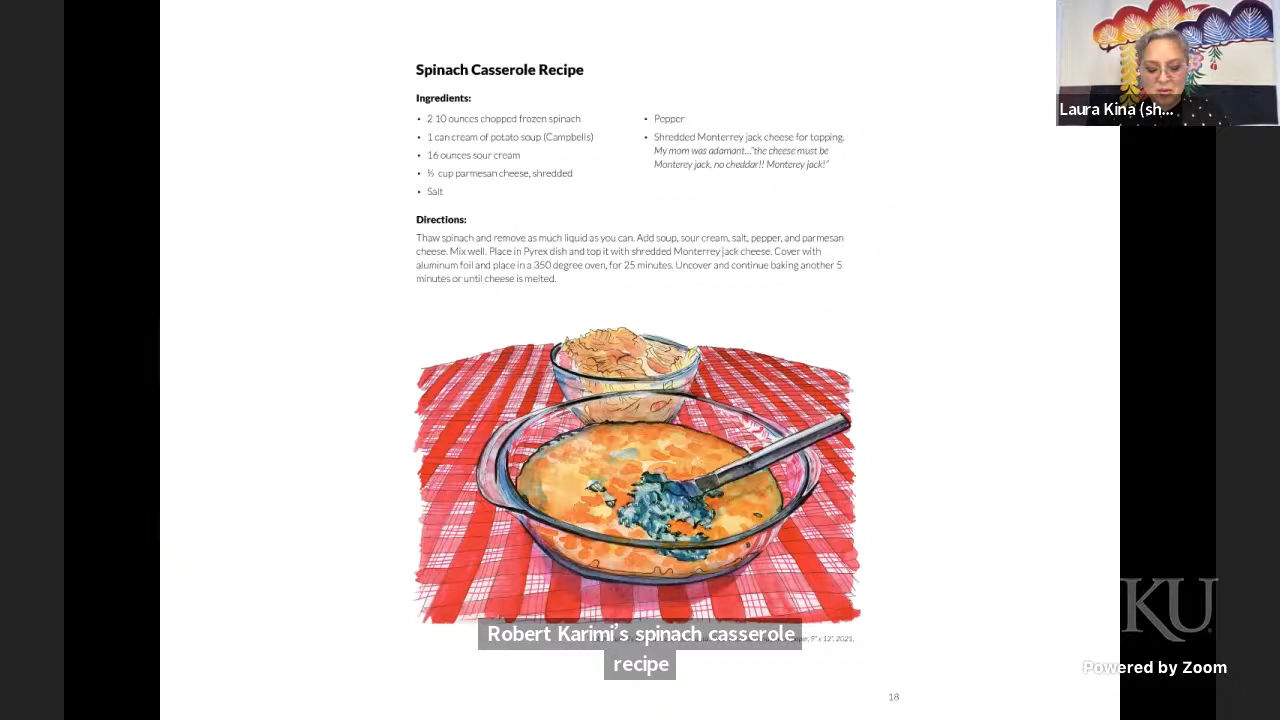 Spinach Casserole Recipe
Ingredients:
• 2 10 ounces chopped frozen spinach
• 1 can cream of potato soup (Campbells)
• 16 ounces sour cream
• ⅓ cup parmesan cheese, shredded
• Salt
• Pepper
• Shredded Monterrey jack cheese for topping.
My mom was adamant..."the cheese must be
Monterey jack, no cheddar!! Monterey jack!"
Directions:
Thaw spinach and remove as much liquid as you can. Add soup, sour cream, salt, pepper, and parmesan
cheese. Mix well. Place in Pyrex dish and top it with shredded Monterrey jack cheese. Cover with
aluminum foil and place in a 350 degree oven, for 25 minutes. Uncover and continue baking another 5
minutes or until cheese is melted.
9" x 12", 2021.
Robert Karimi's spinach casserole
recipe
18
Laura Kina (sh...
KU
Powered by Zoom